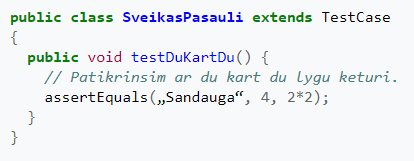 public class SveikasPasauli extends TestCase
{
  public void testDuKartDu() {
    // Patikrinsim ar du kart du lygu keturi.
    assertEquals(„Sandauga“, 4, 2*2);
  }
}